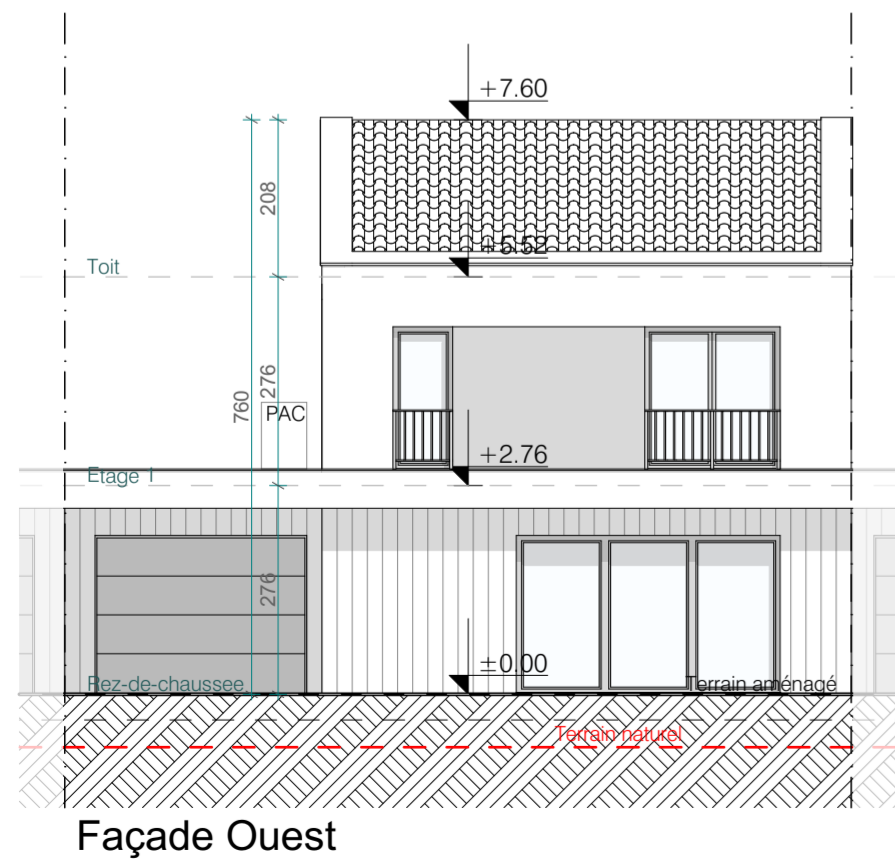 +7.60
208
+5.52
Toit
276
760
PAC
+2.76
Etage 1
276
±0.00
Rez-de-chaussee
Terrain aménagé
Terrain naturel
Façade Ouest